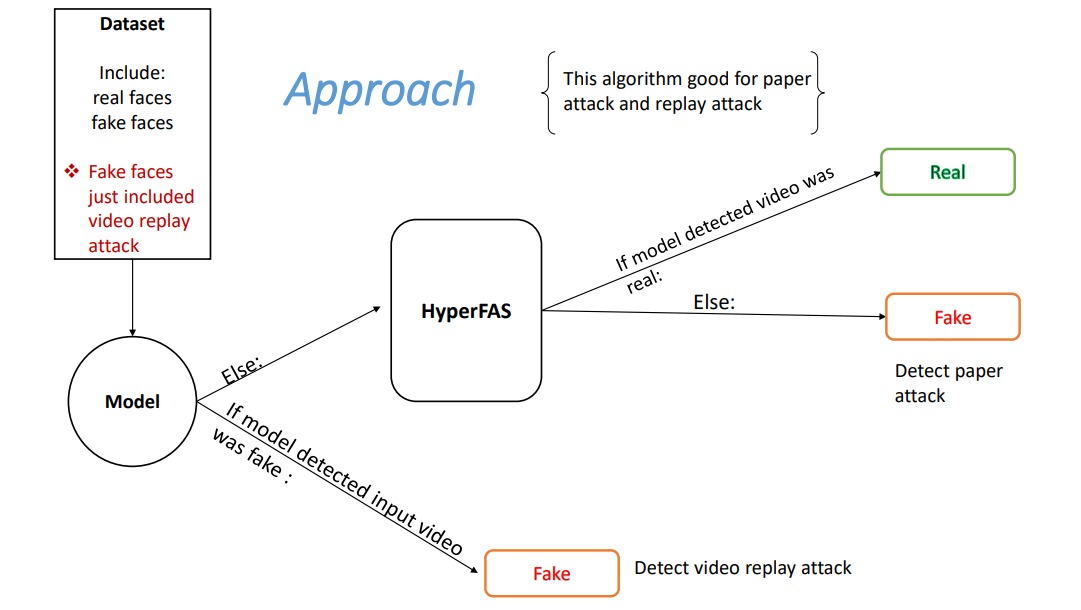 Dataset
Include:
real faces
fake faces
❖ Fake faces
just included
video replay
attack
Approach
This algorithm good for paper
attack and replay attack
Model
Else:
If model detected input video
was fake :
HyperFAS
If model detected video was
real:
Else:
Real
Fake
Detect paper
attack
Fake
Detect video replay attack